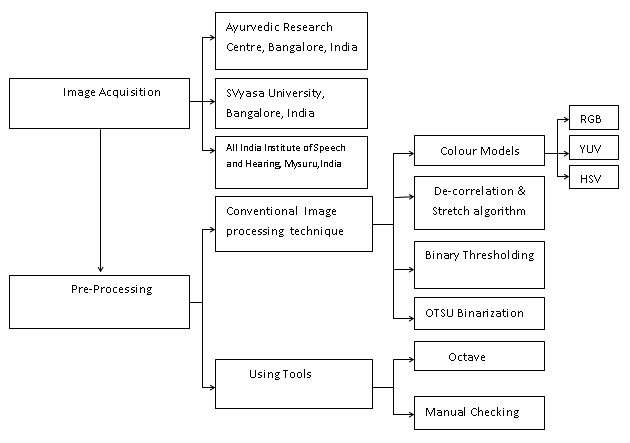 Image Acquisition
Ayurvedic Research
Centre, Bangalore, India
SVyasa University,
Bangalore, India
All India Institute of Speech
and Hearing, Mysuru,India
Pre-Processing
Conventional Image
processing technique
Colour Models
RGB
YUV
HSV
De-correlation &
Stretch algorithm
Binary Thresholding
OTSU Binarization
Using Tools
Octave
Manual Checking